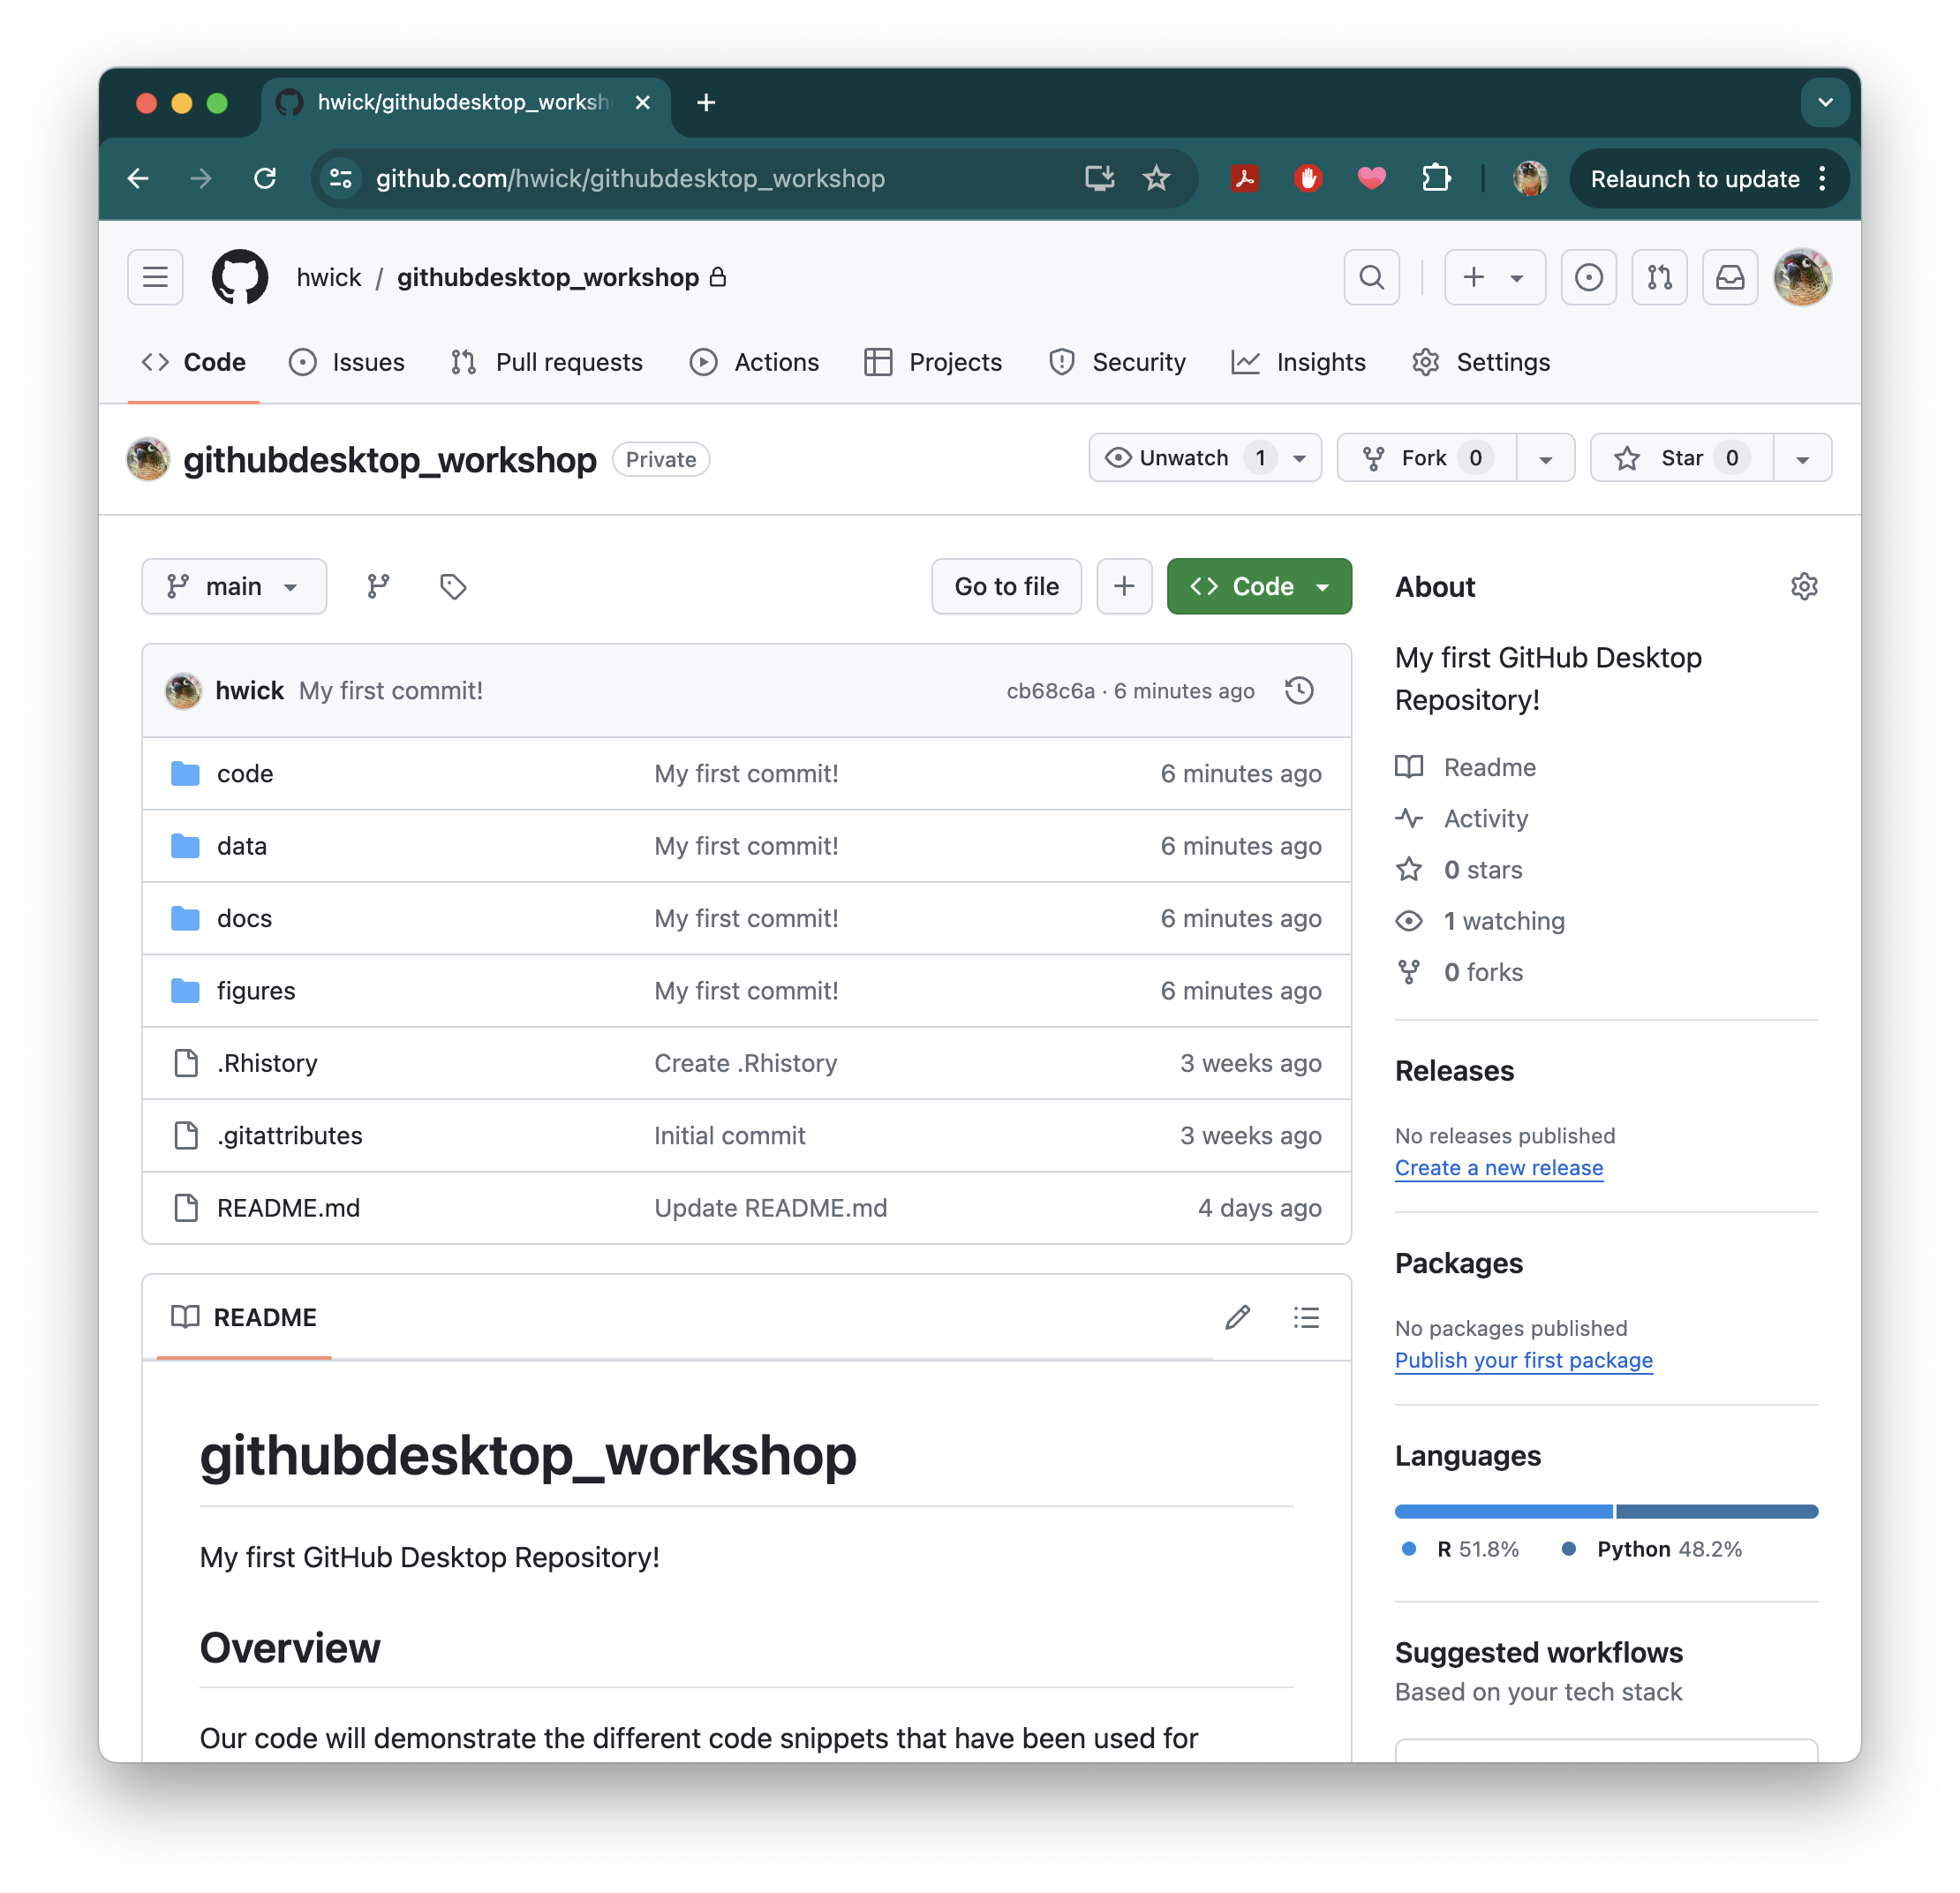 hwick/githubdesktop_worksh
github.com/hwick/githubdesktop_workshop
Relaunch to update
hwick / githubdesktop_workshop
Code Issues Pull requests Actions Projects Security Insights Settings
githubdesktop_workshop Private
Unwatch 1 Fork 0 Star 0
main Go to file Code
hwick My first commit! cb68c6a · 6 minutes ago
code My first commit! 6 minutes ago
data My first commit! 6 minutes ago
docs My first commit! 6 minutes ago
figures My first commit! 6 minutes ago
.Rhistory Create .Rhistory 3 weeks ago
.gitattributes Initial commit 3 weeks ago
README.md Update README.md 4 days ago
README
githubdesktop_workshop
My first GitHub Desktop Repository!
Overview
Our code will demonstrate the different code snippets that have been used for
About
My first GitHub Desktop
Repository!
Readme
Activity
0 stars
1 watching
0 forks
Releases
No releases published
Create a new release
Packages
No packages published
Publish your first package
Languages
R 51.8% Python 48.2%
Suggested workflows
Based on your tech stack